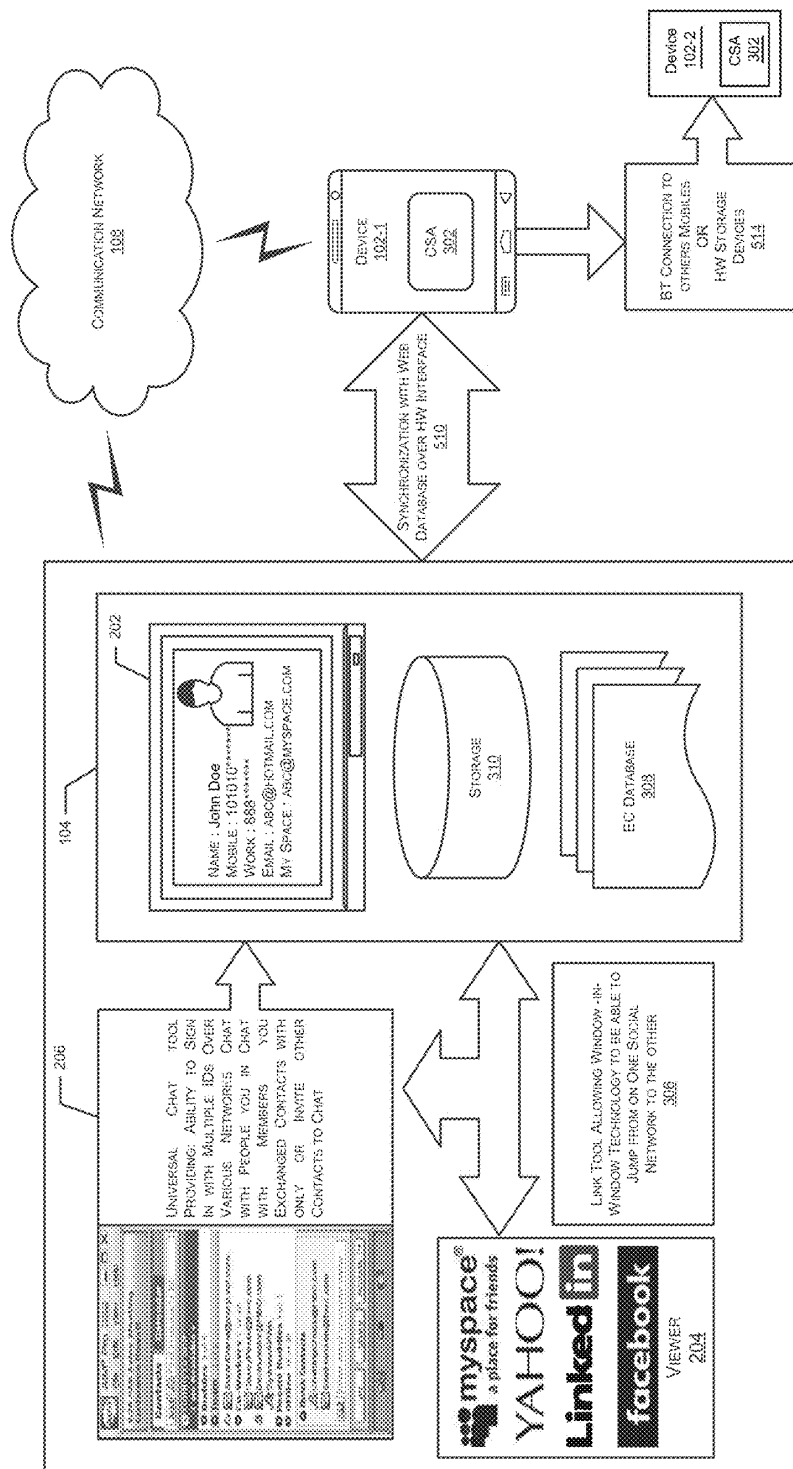 206
UNIVERSAL CHAT TOOL
PROVIDING: ABILITY TO SIGN
IN WITH MULTIPLE IDS OVER
VARIOUS NETWORKS CHAT
WITH PEOPLE YOU IN CHAT
WITH MEMBERS YOU
EXCHANGED CONTACTS WITH
ONLY OR INVITE OTHER
CONTACTS TO CHAT
myspace®
a place for friends
YAHOO!
Linked in
facebook
VIEWER
204
LINK TOOL ALLOWING WINDOW -IN-
WINDOW TECHNOLOGY TO BE ABLE TO
JUMP FROM ON ONE SOCIAL
NETWORK TO THE OTHER
306
104
202
NAME : John Doe
MOBILE : 101010*******
WORK : 888*******
EMAIL : ABC@HOTMAIL.COM
MY SPACE : ABC@MYSPACE.COM
STORAGE
310
EC DATABASE
308
COMMUNICATION NETWORK
108
SYNCHRONIZATION WITH WEB
DATABASE OVER HW INTERFACE
510
DEVICE
102-1
CSA
302
BT CONNECTION TO
OTHERS MOBILES
OR
HW STORAGE
DEVICES
514
Device
102-2
CSA
302